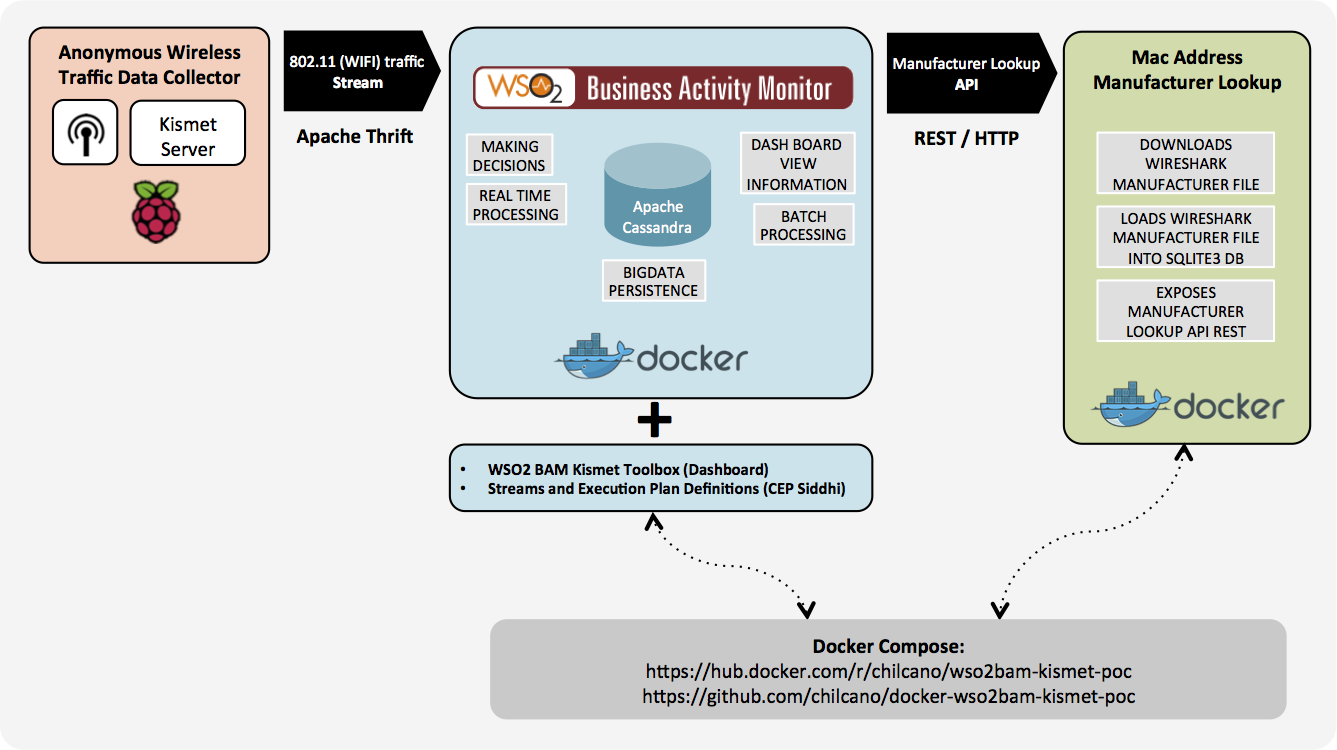 Anonymous Wireless
Traffic Data Collector
Kismet
Server
802.11 (WIFI) traffic
Stream
Apache Thrift
WSO2 Business Activity Monitor
MAKING
DECISIONS
REAL TIME
PROCESSING
Apache
Cassandra
DASH BOARD
VIEW
INFORMATION
BATCH
PROCESSING
BIGDATA
PERSISTENCE
docker
Manufacturer Lookup
API
REST / HTTP
Mac Address
Manufacturer Lookup
DOWNLOADS
WIRESHARK
MANUFACTURER FILE
LOADS WIRESHARK
MANUFACTURER FILE
INTO SQLITE3 DB
EXPOSES
MANUFACTURER
LOOKUP API REST
docker
+
• WSO2 BAM Kismet Toolbox (Dashboard)
• Streams and Execution Plan Definitions (CEP Siddhi)
Docker Compose:
https://hub.docker.com/r/chilcano/wso2bam-kismet-poc
https://github.com/chilcano/docker-wso2bam-kismet-poc